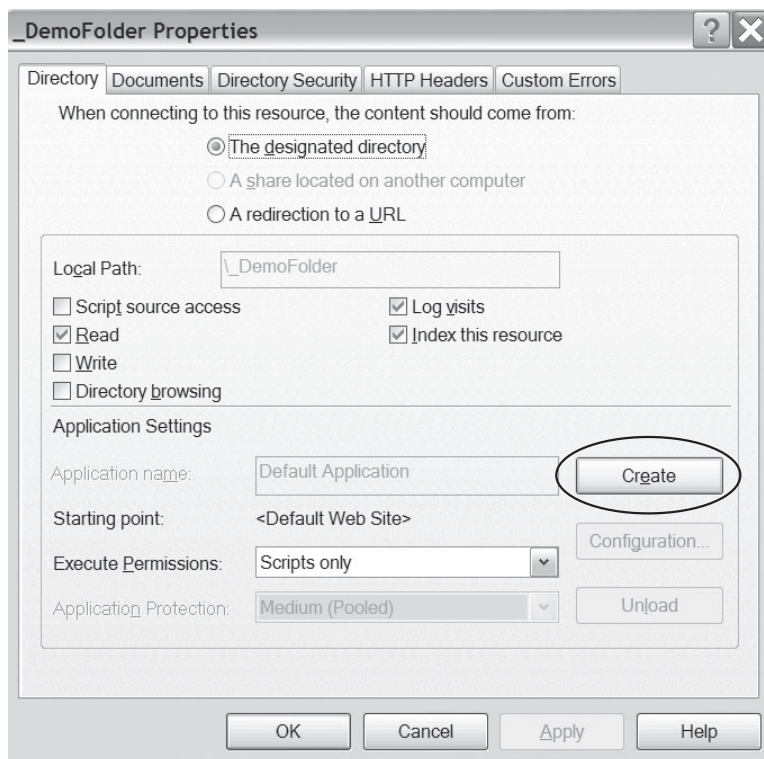 _DemoFolder Properties
?
Directory Documents Directory Security HTTP Headers Custom Errors
When connecting to this resource, the content should come from:
The designated directory
A share located on another computer
A redirection to a URL
Local Path: \_DemoFolder
Script source access Log visits
Read Index this resource
Write
Directory browsing
Application Settings
Application name: Default Application Create
Starting point: <Default Web Site>
Configuration...
Execute Permissions: Scripts only
Application Protection: Medium (Pooled) Unload
OK Cancel Apply Help